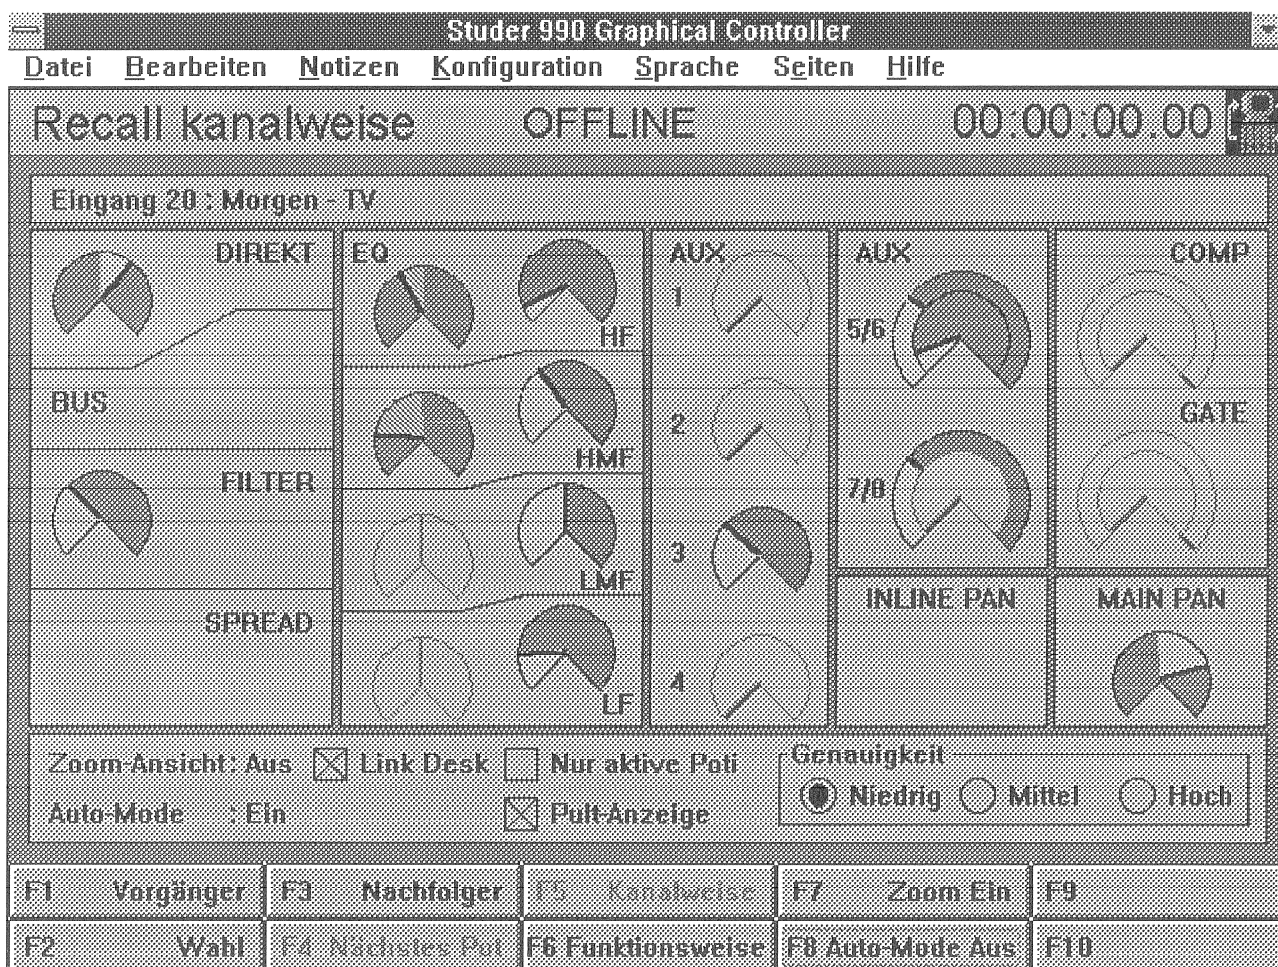 Studer 990 Graphical Controller
Datei Bearbeiten Notizen Konfiguration Sprache Seiten Hilfe
Recall kanalweise OFFLINE 00:00:00.00
Eingang 20 : Morgen - TV
DIREKT EQ AUX AUX COMP
1
5/6
HF
BUS
GATE
2
HMF
FILTER
7/8
3
LMF
INLINE PAN MAIN PAN
SPREAD
4
LF
Zoom-Ansicht : Aus Link Desk Nur aktive Poti
Genauigkeit
Niedrig Mittel Hoch
Auto-Mode : Ein Pult-Anzeige
F1 Vorgänger F3 Nachfolger F5 Kanalweise F7 Zoom Ein F9
F2 Wahl F4 Nächstes Pot F6 Funktionsweise F8 Auto-Mode Aus F10